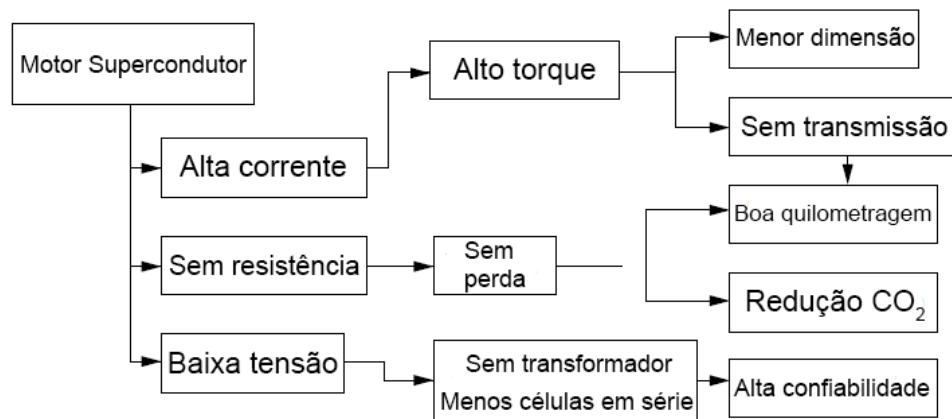 Motor Supercondutor
Alta corrente
Alto torque
Menor dimensão
Sem transmissão
Boa quilometragem
Sem resistência
Sem
perda
Redução CO₂
Baixa tensão
Sem transformador
Menos células em série
Alta confiabilidade